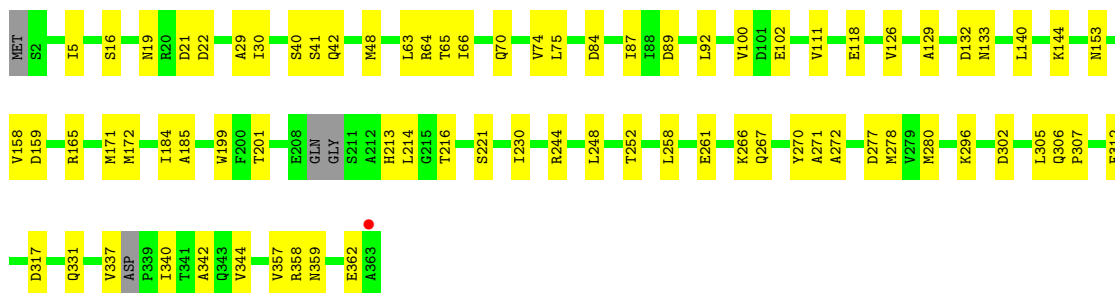 MET S2 I5 S16 N19 R20 D21 D22 A29 I30 S40 S41 Q42 M48 L63 R64 T65 I66 Q70 V74 L75 D84 I87 I88 D89 L92 V100 D101 E102 V111 E118 V126 A129 D132 N133 L140 K144 N153
V158 D159 R165 M171 M172 I184 A185 W199 F200 T201 E208 GLN GLY S211 A212 H213 L214 G215 T216 S221 I230 R244 L248 T252 L258 E261 K266 Q267 Y270 A271 A272 D277 M278 V279 M280 K296 D302 L305 Q306 P307
D317 Q331 V337 ASP P339 I340 T341 A342 Q343 V344 V357 R358 N359 E362 A363